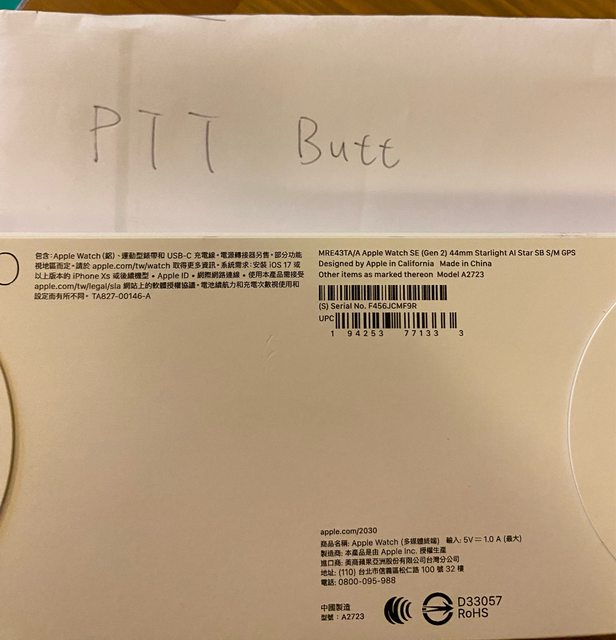 PTT Butt
包含：Apple Watch (鋁)、運動型錶帶和 USB-C 充電線。電源轉接器另售。部分功能
視地區而定。請於 apple.com/tw/watch 取得更多資訊。系統需求：安裝 iOS 17 或
以上版本的 iPhone Xs 或後續機型。Apple ID。網際網路連線。使用本產品需接受
apple.com/tw/legal/sla 網站上的軟體授權協議。電池續航力和充電次數視使用和
設定而有所不同。 TA827-00146-A
MRE43TA/A Apple Watch SE (Gen 2) 44mm Starlight Al Star SB S/M GPS
Designed by Apple in California Made in China
Other items as marked thereon Model A2723
(S) Serial No. F456JCMF9R
UPC
1 94253 77133 3
apple.com/2030
商品名稱: Apple Watch (多媒體終端) 輸入: 5V⎓1.0 A (最大)
製造商: 本產品是由 Apple Inc. 授權生產
進口商: 美商蘋果亞洲股份有限公司台灣分公司
地址: (110) 台北市信義區松仁路 100 號 32 樓
電話: 0800-095-988
中國製造
型號：A2723
D33057
RoHS